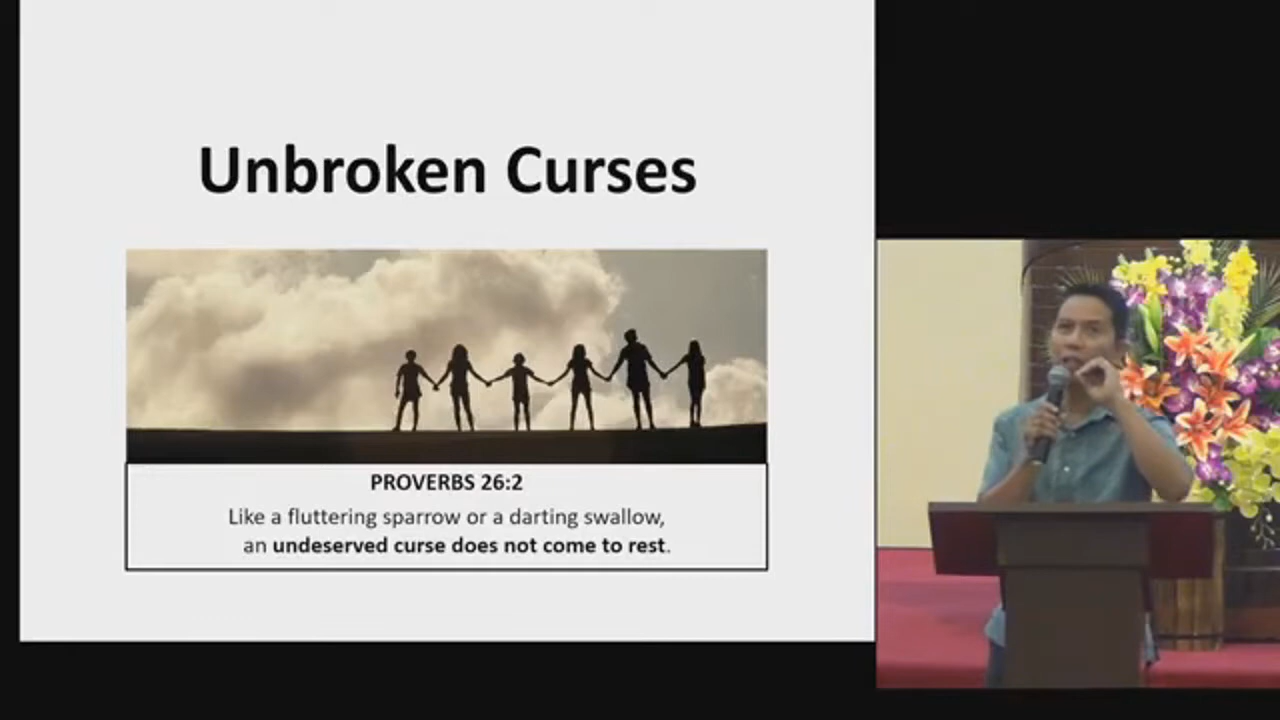 Unbroken Curses
PROVERBS 26:2
Like a fluttering sparrow or a darting swallow,
an undeserved curse does not come to rest.